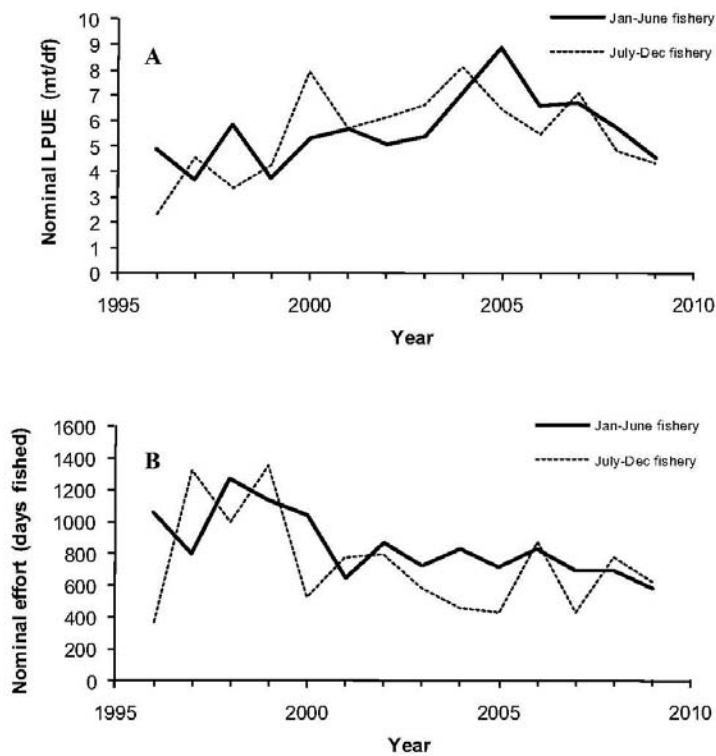 10
9
8
7
6
5
4
3
2
1
0
Nominal LPUE (mt/df)
A
Jan-June fishery
July-Dec fishery
1995
2000
2005
2010
Year
1600
1400
1200
1000
800
600
400
200
0
Nominal effort (days fished)
B
Jan-June fishery
July-Dec fishery
1995
2000
2005
2010
Year